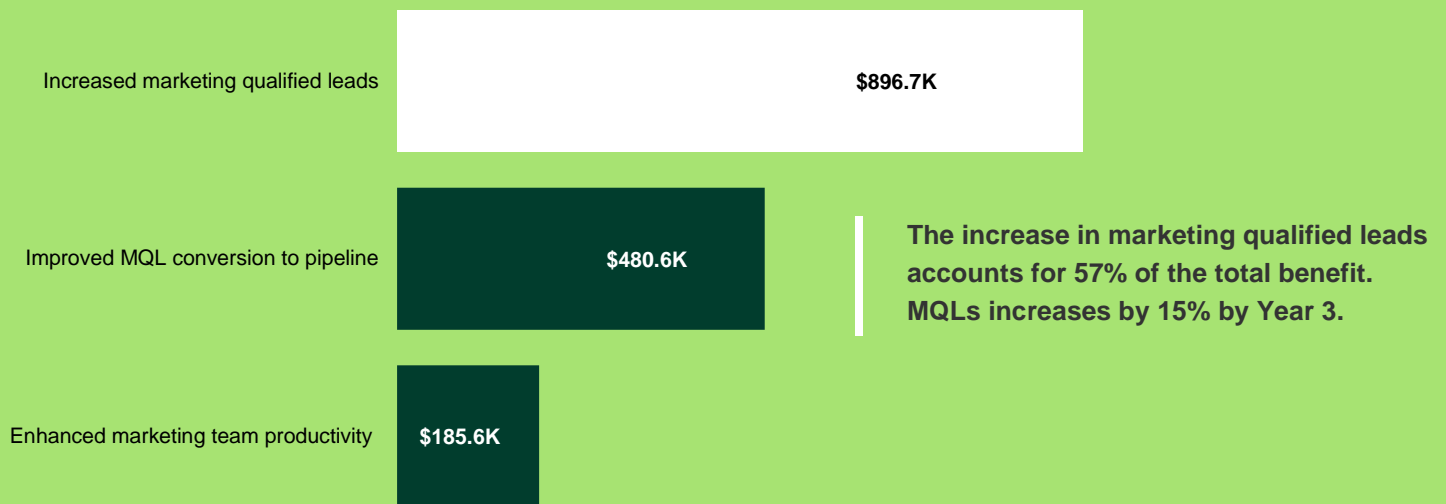 Increased marketing qualified leads
$896.7K
Improved MQL conversion to pipeline
$480.6K
The increase in marketing qualified leads
accounts for 57% of the total benefit.
MQLs increases by 15% by Year 3.
Enhanced marketing team productivity
$185.6K